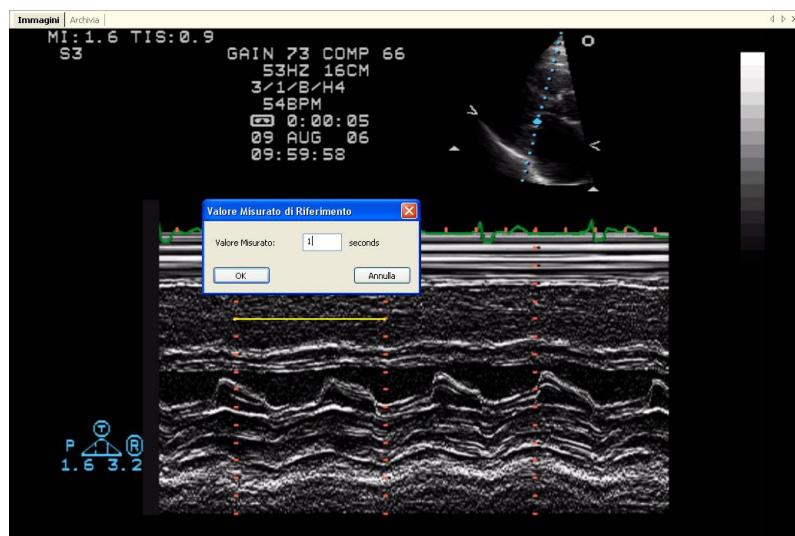 Immagini Archivia
MI:1.6 TIS:0.9
S3
GAIN 73 COMP 66
53HZ 16CM
3/1/B/H4
54BPM
0:00:05
09 AUG 06
09:59:58
Valore Misurato di Riferimento
Valore Misurato: 1 seconds
OK Annulla
T
P R
1.6 3.2